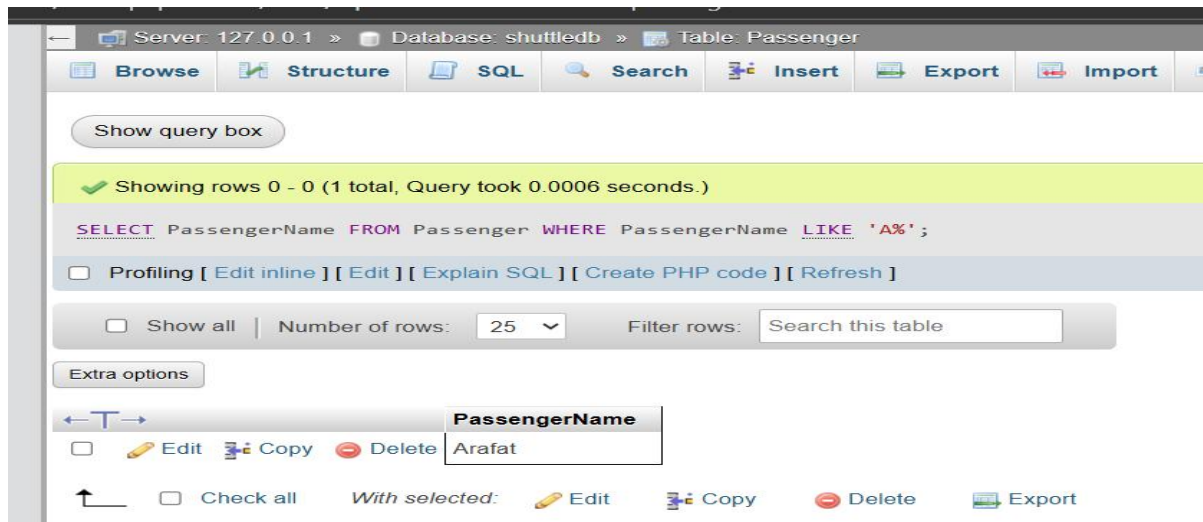 Server: 127.0.0.1 » Database: shuttledb » Table: Passenger
Browse Structure SQL Search Insert Export Import
Show query box
Showing rows 0 - 0 (1 total, Query took 0.0006 seconds.)
SELECT PassengerName FROM Passenger WHERE PassengerName LIKE 'A%';
Profiling [ Edit inline ] [ Edit ] [ Explain SQL ] [ Create PHP code ] [ Refresh ]
Show all | Number of rows: 25 Filter rows: Search this table
Extra options
←T→ PassengerName
Edit Copy Delete Arafat
Check all With selected: Edit Copy Delete Export